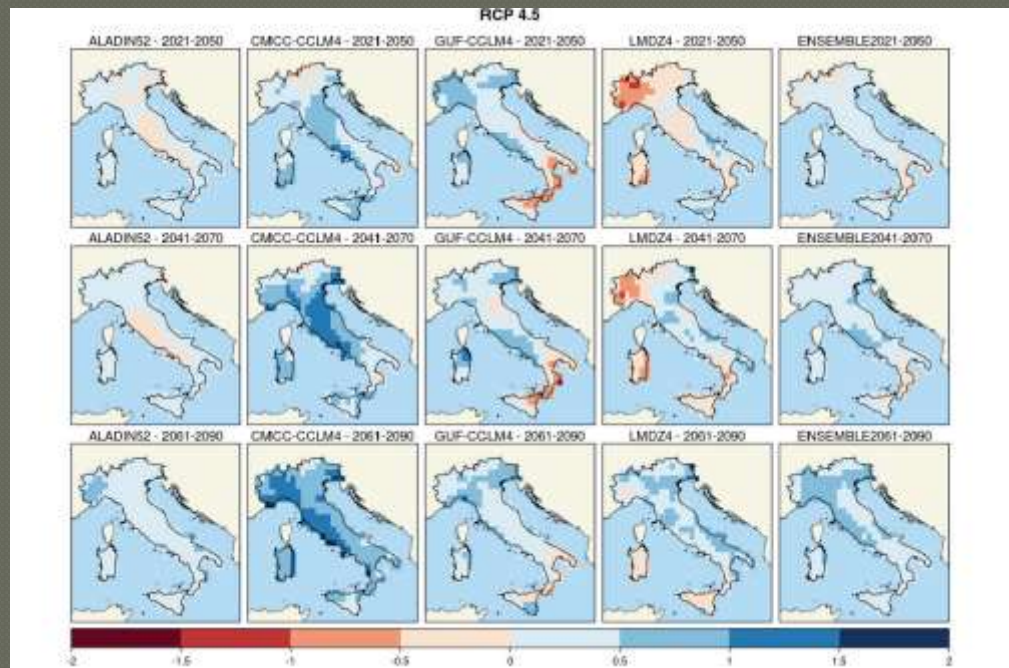 RCP 4.5
ALADIN52 - 2021-2050
CMCC-CCLM4 - 2021-2050
GUF-CCLM4 - 2021-2050
LMDZ4 - 2021-2050
ENSEMBLE2021-2050
ALADIN52 - 2041-2070
CMCC-CCLM4 - 2041-2070
GUF-CCLM4 - 2041-2070
LMDZ4 - 2041-2070
ENSEMBLE2041-2070
ALADIN52 - 2061-2090
CMCC-CCLM4 - 2061-2090
GUF-CCLM4 - 2061-2090
LMDZ4 - 2061-2090
ENSEMBLE2061-2090
-2 -1.5 -1 -0.5 0 0.5 1 1.5 2